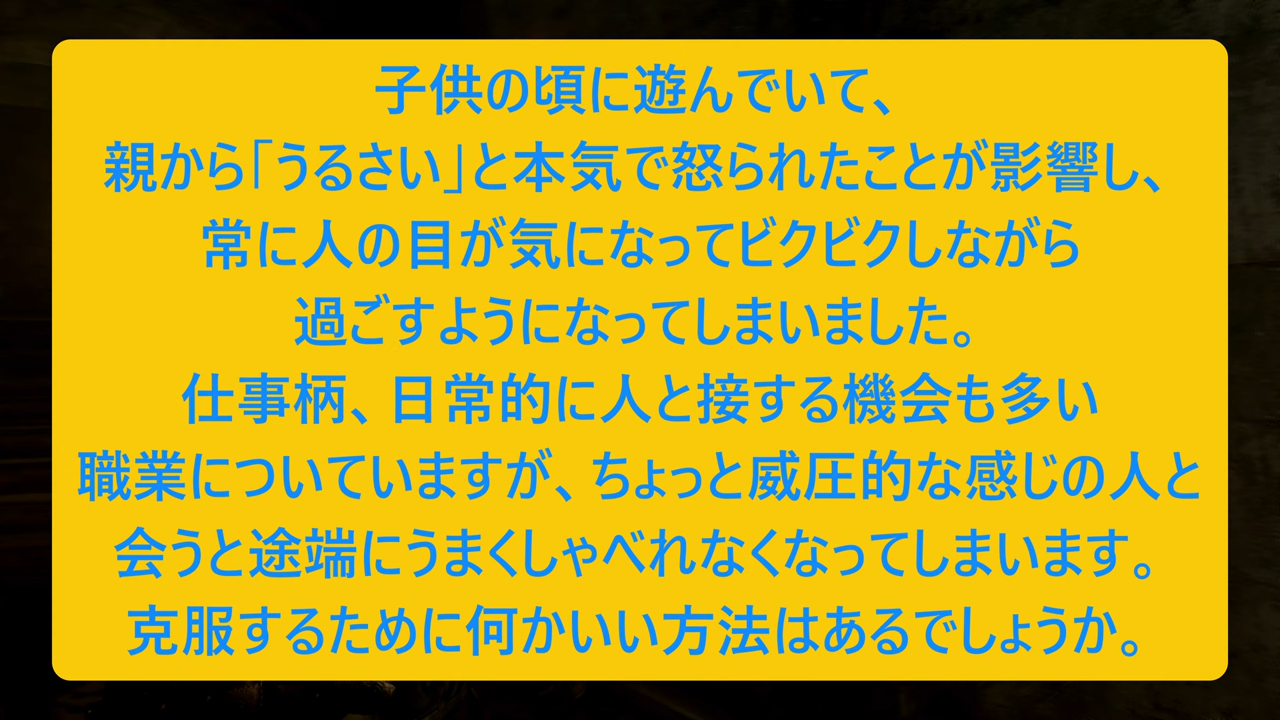 子供の頃に遊んでいて、
親から「うるさい」と本気で怒られたことが影響し、
常に人の目が気になってビクビクしながら
過ごすようになってしまいました。
仕事柄、日常的に人と接する機会も多い
職業についていますが、ちょっと威圧的な感じの人と
会うと途端にうまくしゃべれなくなってしまいます。
克服するために何かいい方法はあるでしょうか。